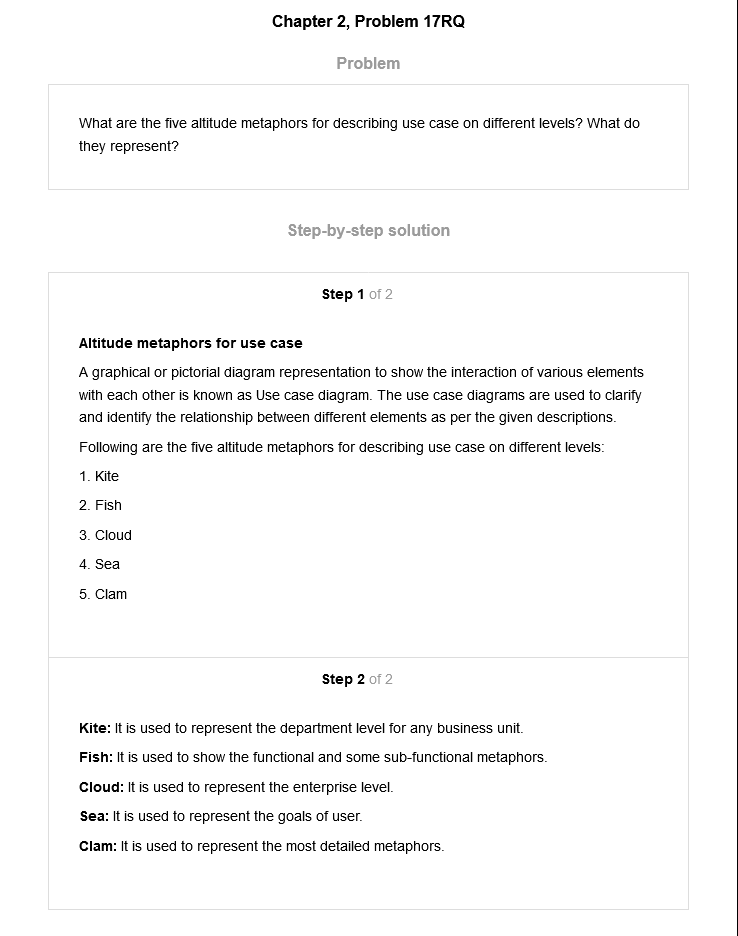 Chapter 2, Problem 17RQ
Problem
What are the five altitude metaphors for describing use case on different levels? What do
they represent?
Step-by-step solution
Step 1 of 2
Altitude metaphors for use case
A graphical or pictorial diagram representation to show the interaction of various elements
with each other is known as Use case diagram. The use case diagrams are used to clarify
and identify the relationship between different elements as per the given descriptions.
Following are the five altitude metaphors for describing use case on different levels:
1. Kite
2. Fish
3. Cloud
4. Sea
5. Clam
Step 2 of 2
Kite: It is used to represent the department level for any business unit.
Fish: It is used to show the functional and some sub-functional metaphors.
Cloud: It is used to represent the enterprise level.
Sea: It is used to represent the goals of user.
Clam: It is used to represent the most detailed metaphors.